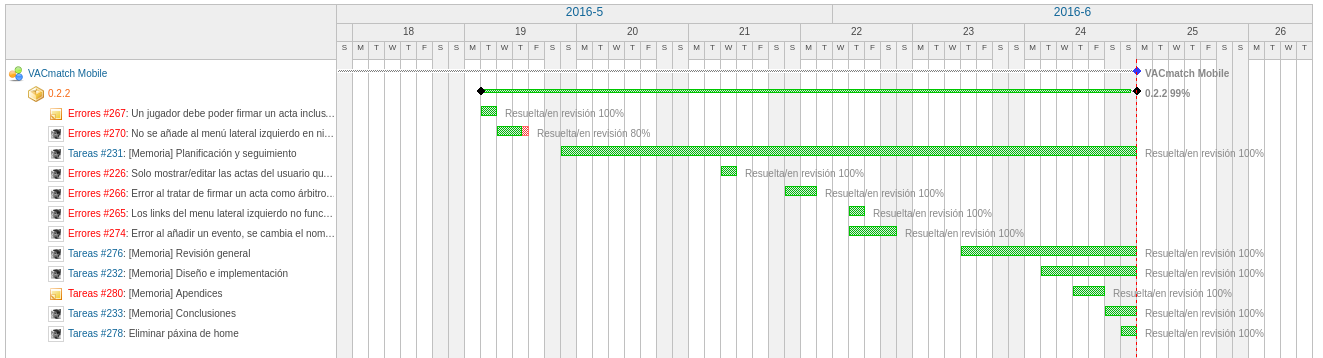 2016-5 2016-6
18 19 20 21 22 23 24 25 26
S M T W T F S S M T W T F S S M T W T F S S M T W T F S S M T W T F S S M T W T F S S M T W T F S S M T W T F S S M T W T
VACmatch Mobile VACmatch Mobile
0.2.2 0.2.2 99%
Errores #267: Un jugador debe poder firmar un acta inclus... Resuelta/en revisión 100%
Errores #270: No se añade al menú lateral izquierdo en ni... Resuelta/en revisión 80%
Tareas #231: [Memoria] Planificación y seguimiento Resuelta/en revisión 100%
Errores #226: Solo mostrar/editar las actas del usuario qu... Resuelta/en revisión 100%
Errores #266: Error al tratar de firmar un acta como árbitro... Resuelta/en revisión 100%
Errores #265: Los links del menu lateral izquierdo no func... Resuelta/en revisión 100%
Errores #274: Error al añadir un evento, se cambia el nom... Resuelta/en revisión 100%
Tareas #276: [Memoria] Revisión general Resuelta/en revisión 100%
Tareas #232: [Memoria] Diseño e implementación Resuelta/en revisión 100%
Tareas #280: [Memoria] Apendices Resuelta/en revisión 100%
Tareas #233: [Memoria] Conclusiones Resuelta/en revisión 100%
Tareas #278: Eliminar páxina de home Resuelta/en revisión 100%